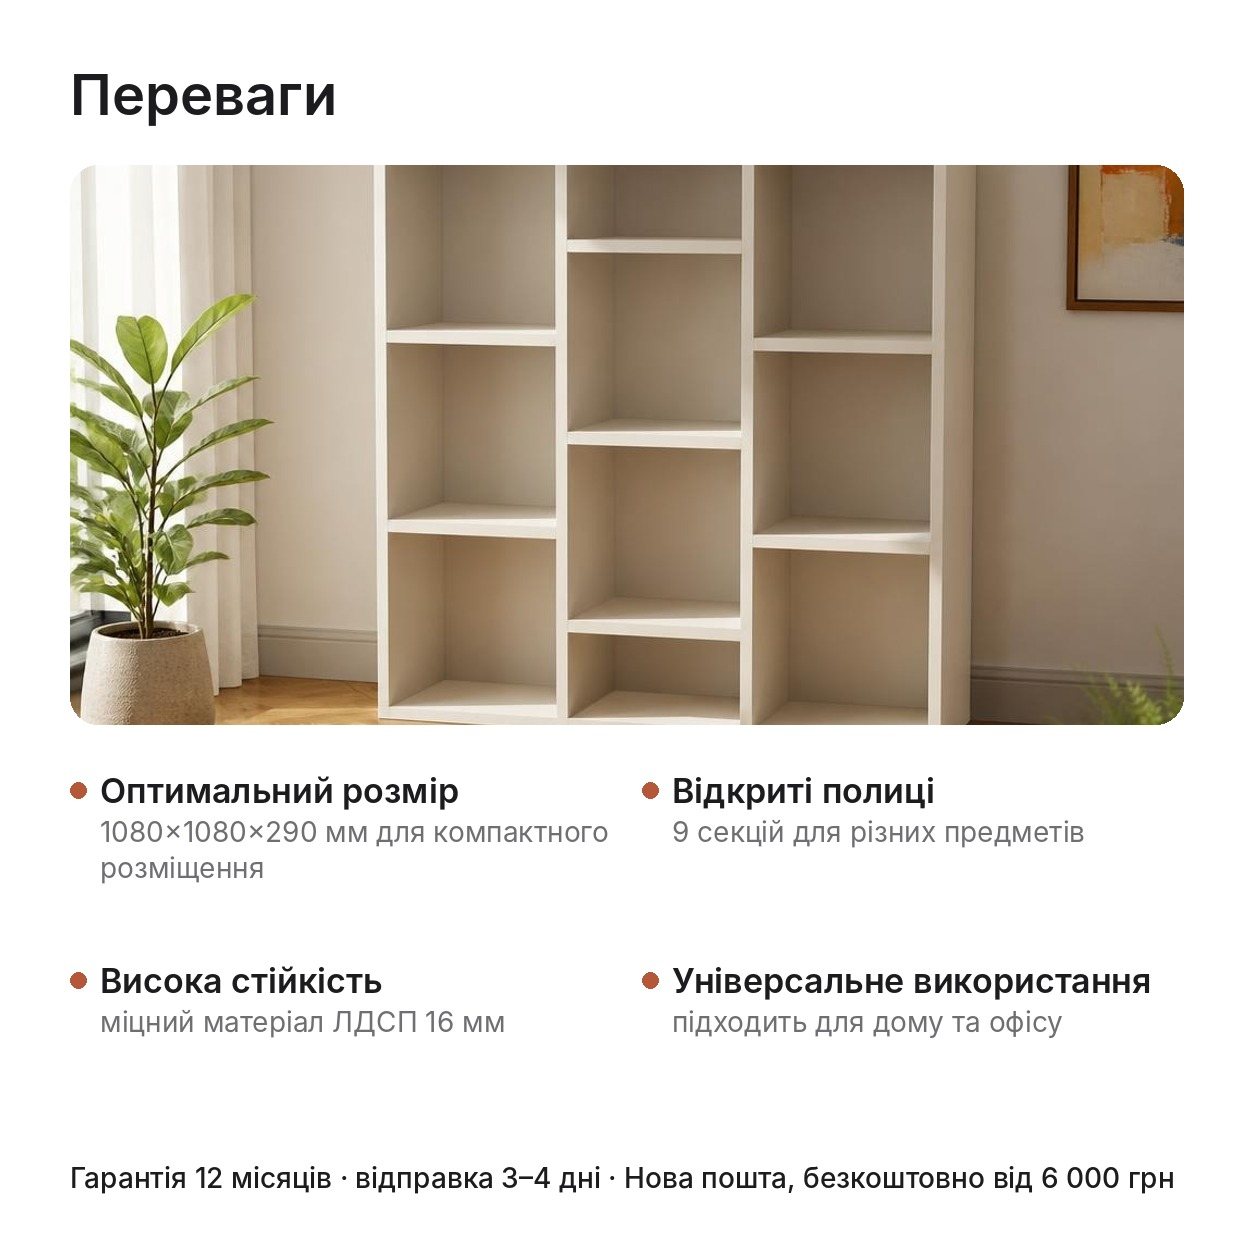 Переваги
Оптимальний розмір
1080×1080×290 мм для компактного
розміщення
Відкриті полиці
9 секцій для різних предметів
Висока стійкість
міцний матеріал ЛДСП 16 мм
Універсальне використання
підходить для дому та офісу
Гарантія 12 місяців · відправка 3–4 дні · Нова пошта, безкоштовно від 6 000 грн